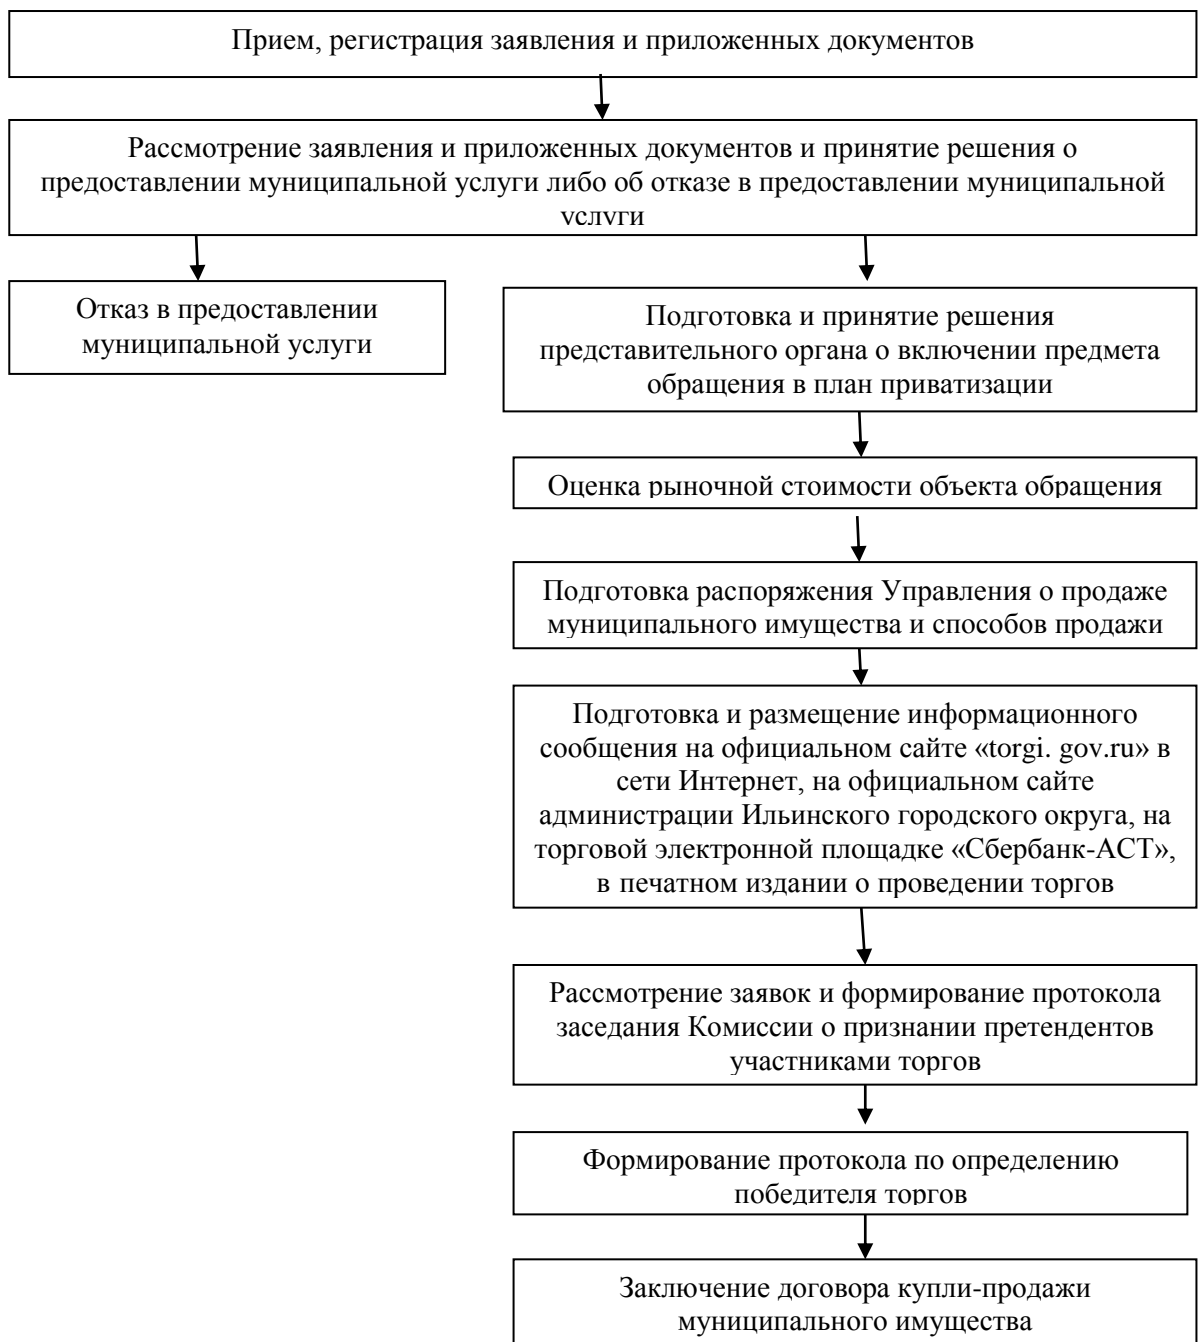 Прием, регистрация заявления и приложенных документов
Рассмотрение заявления и приложенных документов и принятие решения о
предоставлении муниципальной услуги либо об отказе в предоставлении муниципальной
услуги
Отказ в предоставлении
муниципальной услуги
Подготовка и принятие решения
представительного органа о включении предмета
обращения в план приватизации
Оценка рыночной стоимости объекта обращения
Подготовка распоряжения Управления о продаже
муниципального имущества и способов продажи
Подготовка и размещение информационного
сообщения на официальном сайте «torgi. gov.ru» в
сети Интернет, на официальном сайте
администрации Ильинского городского округа, на
торговой электронной площадке «Сбербанк-АСТ»,
в печатном издании о проведении торгов
Рассмотрение заявок и формирование протокола
заседания Комиссии о признании претендентов
участниками торгов
Формирование протокола по определению
победителя торгов
Заключение договора купли-продажи
муниципального имущества